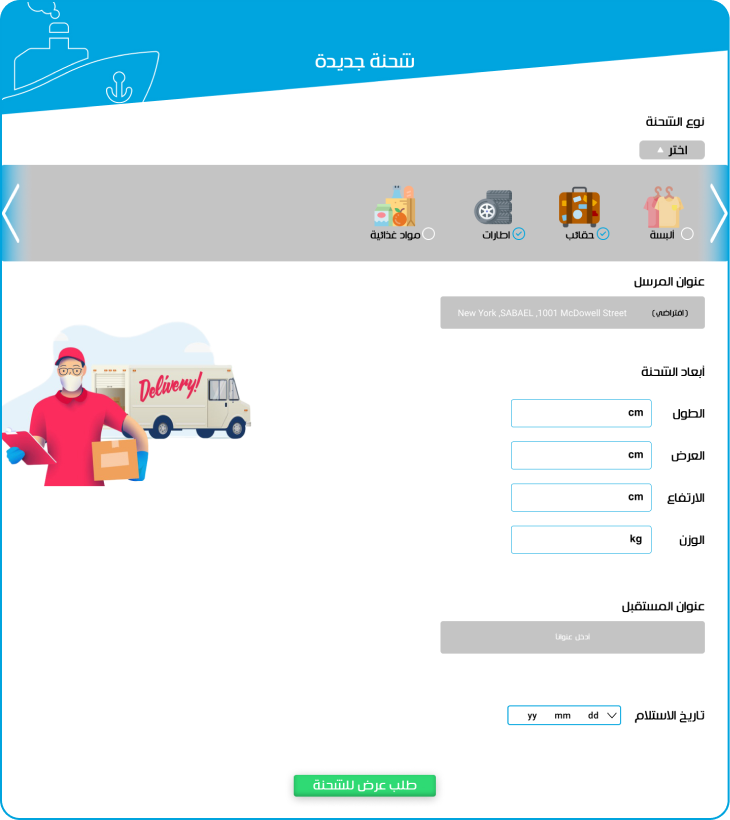 شحنة جديدة
نوع الشحنة
اختر
ألبسة
حقائب
اطارات
مواد غذائية
عنوان المرسل
(افتراضي) New York ,SABAEL ,1001 McDowell Street
Delivery!
أبعاد الشحنة
الطول cm
العرض cm
الارتفاع cm
الوزن kg
عنوان المستقبل
ادخل عنوانا
تاريخ الاستلام dd mm yy
طلب عرض للشحنة